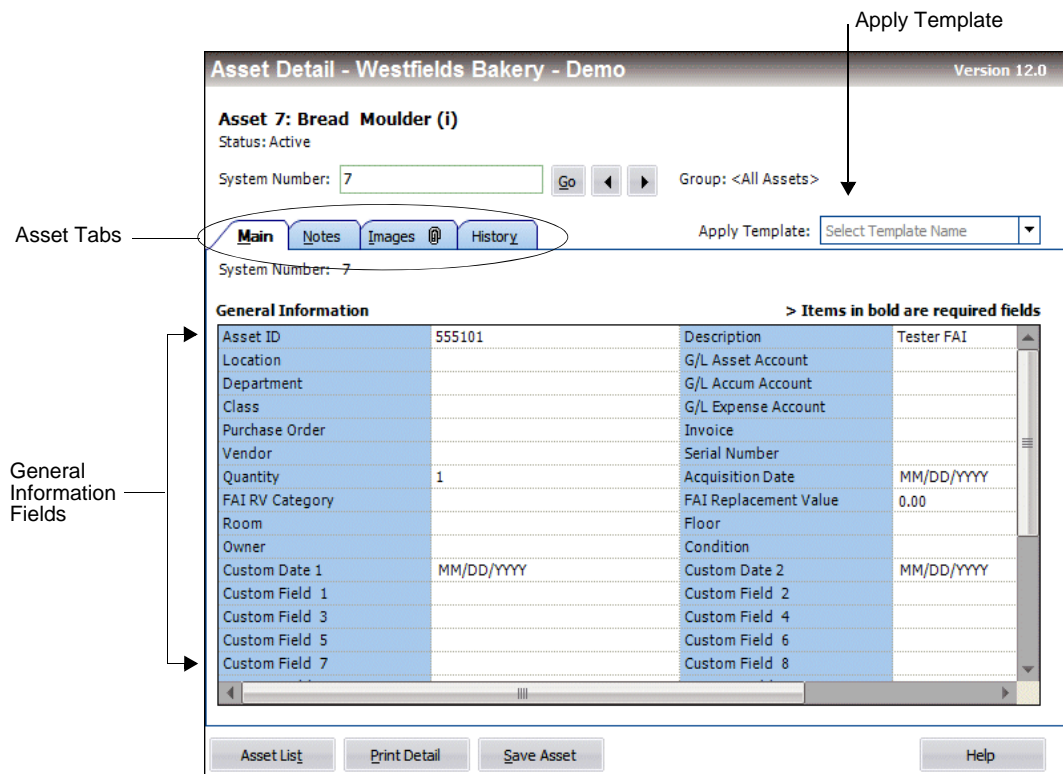 Apply Template
Asset Detail - Westfields Bakery - Demo Version 12.0
Asset 7: Bread Moulder (i)
Status: Active
System Number: 7 Go Group: <All Assets>
Asset Tabs
Main Notes Images History Apply Template: Select Template Name
System Number: 7
General Information > Items in bold are required fields
Asset ID 555101 Description Tester FAI
Location G/L Asset Account
Department G/L Accum Account
Class G/L Expense Account
Purchase Order Invoice
Vendor Serial Number
General
Information
Fields
Quantity 1 Acquisition Date MM/DD/YYYY
FAI RV Category FAI Replacement Value 0.00
Room Floor
Owner Condition
Custom Date 1 MM/DD/YYYY Custom Date 2 MM/DD/YYYY
Custom Field 1 Custom Field 2
Custom Field 3 Custom Field 4
Custom Field 5 Custom Field 6
Custom Field 7 Custom Field 8
Asset List Print Detail Save Asset Help